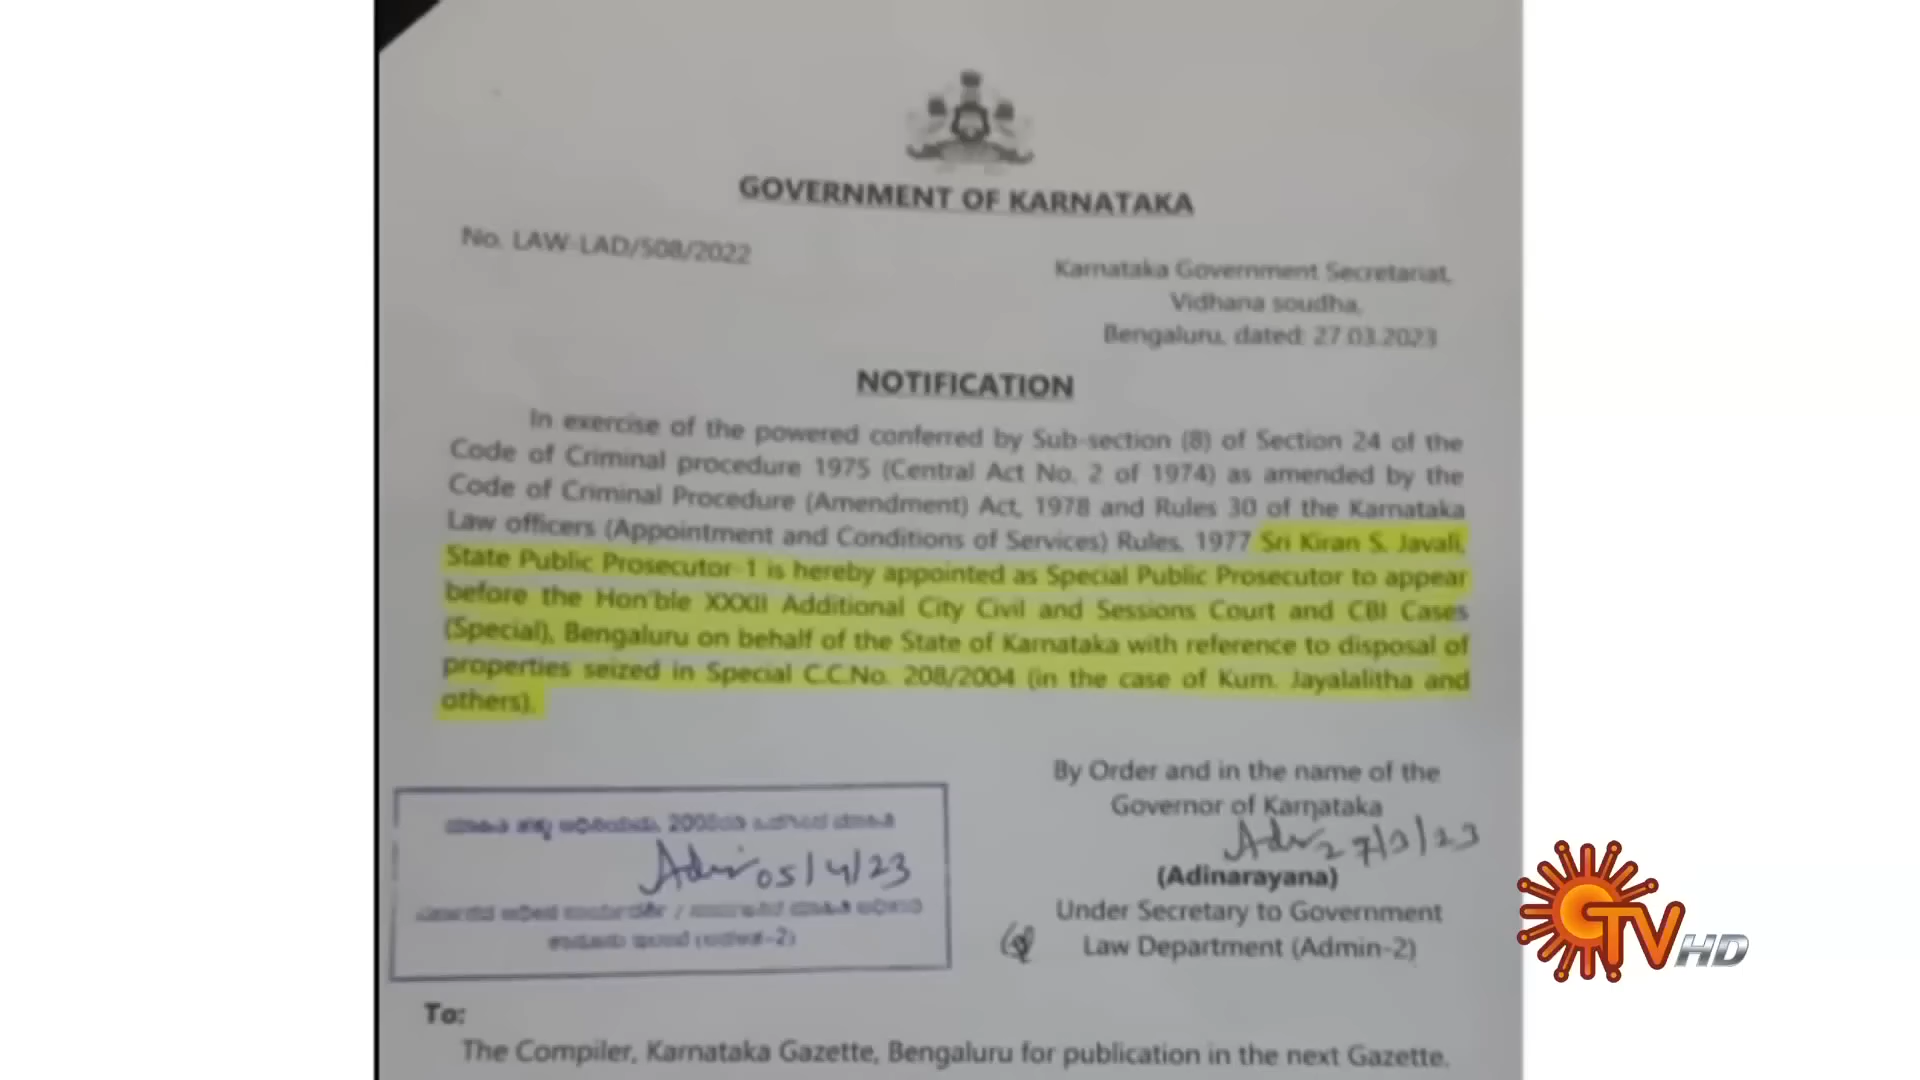 GOVERNMENT OF KARNATAKA
No. LAW-LAD/508/2022
Karnataka Government Secretariat,
Vidhana soudha,
Bengaluru, dated: 27.03.2023
NOTIFICATION
In exercise of the powered conferred by Sub-section (8) of Section 24 of the
Code of Criminal procedure 1975 (Central Act No. 2 of 1974) as amended by the
Code of Criminal Procedure (Amendment) Act, 1978 and Rules 30 of the Karnataka
Law officers (Appointment and Conditions of Services) Rules, 1977 Sri Kiran S. Javali,
State Public Prosecutor-1 is hereby appointed as Special Public Prosecutor to appear
before the Hon'ble XXXII Additional City Civil and Sessions Court and CBI Cases
(Special), Bengaluru on behalf of the State of Karnataka with reference to disposal of
properties seized in Special C.C.No. 208/2004 (in the case of Kum. Jayalalitha and
others).
By Order and in the name of the
Governor of Karnataka
27/3/23
(Adinarayana)
Under Secretary to Government
Law Department (Admin-2)
05/4/23
To:
The Compiler, Karnataka Gazette, Bengaluru for publication in the next Gazette.
TV HD